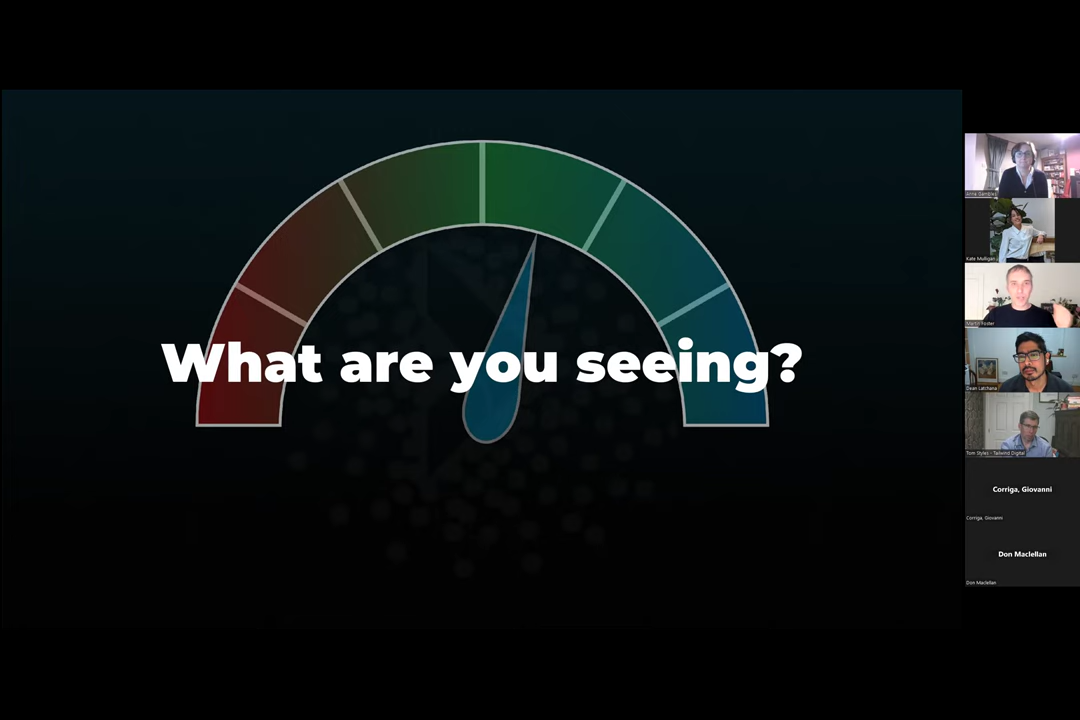 What are you seeing?
Kate Mulligan
Martin Foster
Dean Latchana
Tom Styles - Tailwind Digital
Corriga, Giovanni
Corriga, Giovanni
Don Maclellan
Don Maclellan